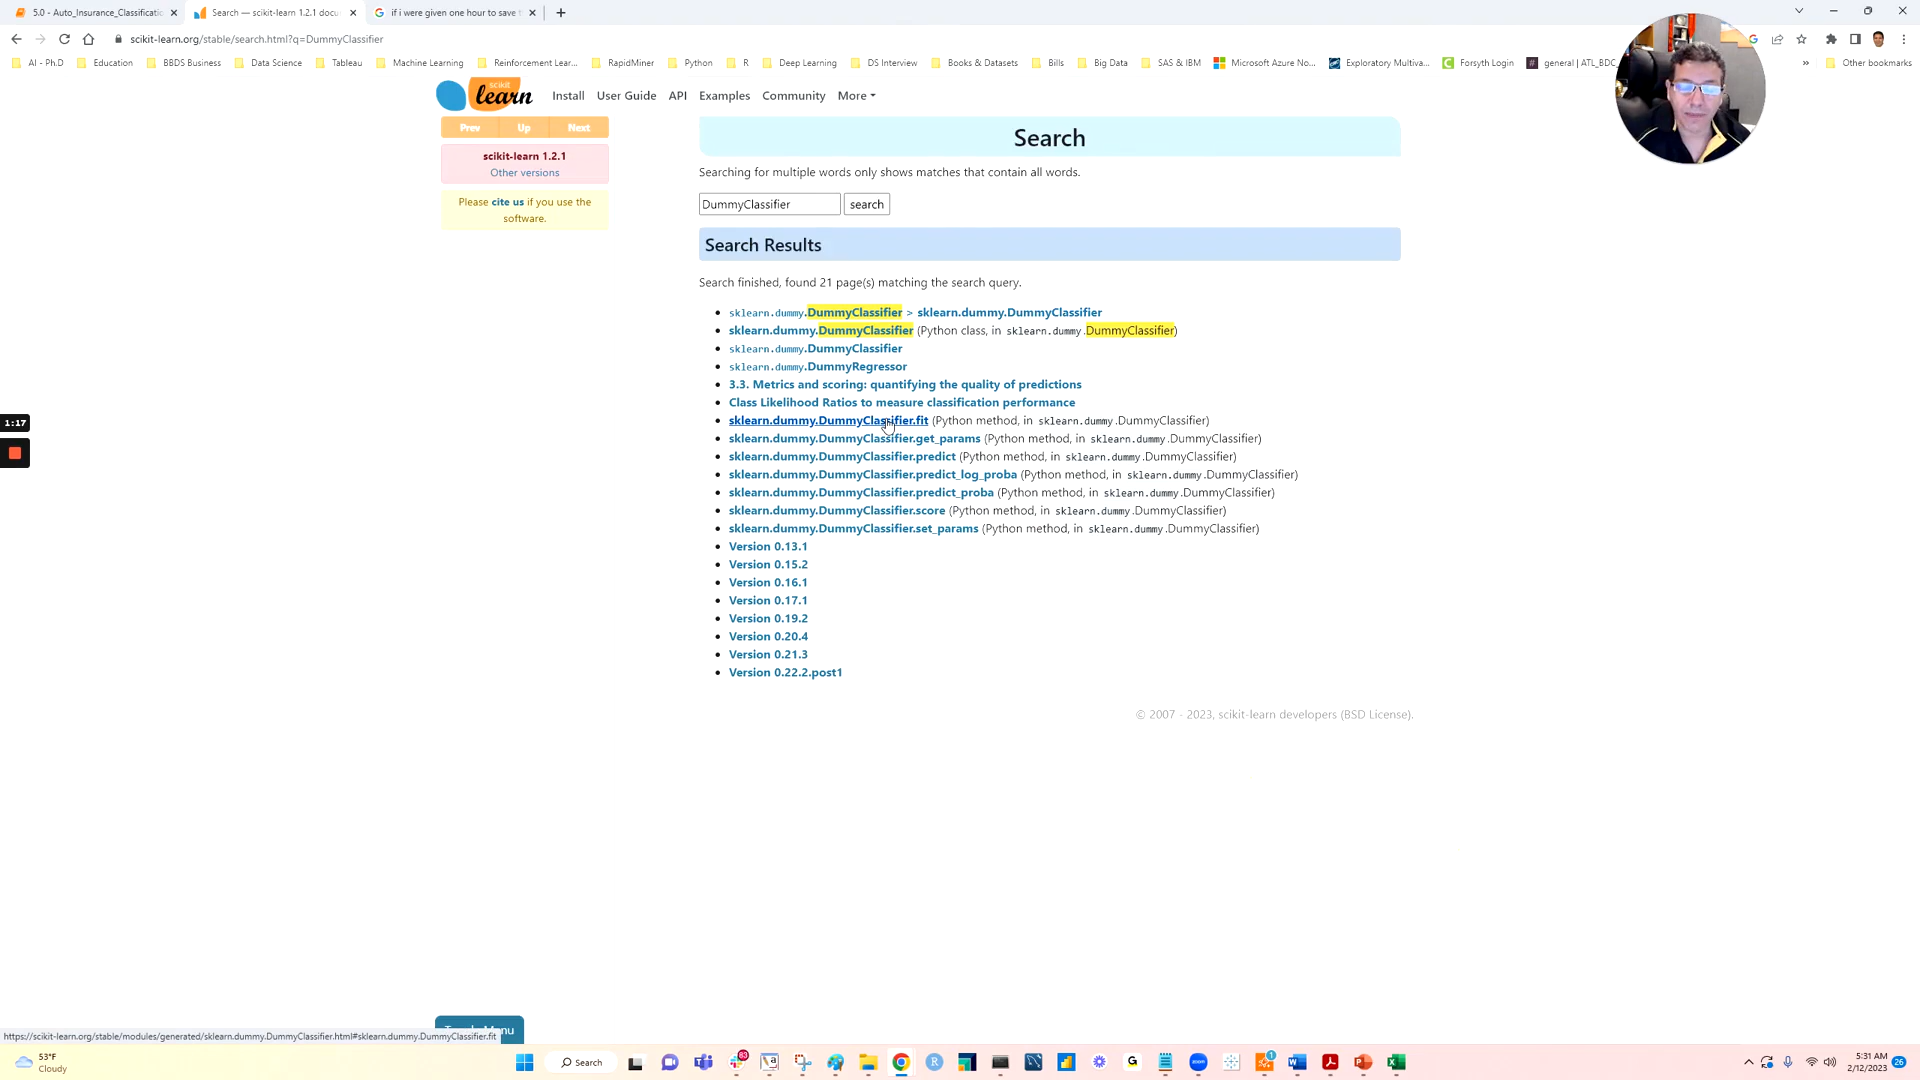 5.0 - Auto_Insurance_Classificatio
Search — scikit-learn 1.2.1 docu
if i were given one hour to save
scikit-learn.org/stable/search.html?q=DummyClassifier
AI - Ph.D
Education
BBDS Business
Data Science
Tableau
Machine Learning
Reinforcement Lear...
RapidMiner
Python
R
Deep Learning
DS Interview
Books & Datasets
Bills
Big Data
SAS & IBM
Microsoft Azure No...
Exploratory Multiva...
Forsyth Login
general | ATL_BDC_
»
Other bookmarks
scikit
learn
Install
User Guide
API
Examples
Community
More
Prev
Up
Next
scikit-learn 1.2.1
Other versions
Please cite us if you use the
software.
Search
Searching for multiple words only shows matches that contain all words.
DummyClassifier
search
Search Results
Search finished, found 21 page(s) matching the search query.
sklearn.dummy.DummyClassifier > sklearn.dummy.DummyClassifier
sklearn.dummy.DummyClassifier (Python class, in sklearn.dummy.DummyClassifier)
sklearn.dummy.DummyClassifier
sklearn.dummy.DummyRegressor
3.3. Metrics and scoring: quantifying the quality of predictions
Class Likelihood Ratios to measure classification performance
sklearn.dummy.DummyClassifier.fit (Python method, in sklearn.dummy.DummyClassifier)
sklearn.dummy.DummyClassifier.get_params (Python method, in sklearn.dummy.DummyClassifier)
sklearn.dummy.DummyClassifier.predict (Python method, in sklearn.dummy.DummyClassifier)
sklearn.dummy.DummyClassifier.predict_log_proba (Python method, in sklearn.dummy.DummyClassifier)
sklearn.dummy.DummyClassifier.predict_proba (Python method, in sklearn.dummy.DummyClassifier)
sklearn.dummy.DummyClassifier.score (Python method, in sklearn.dummy.DummyClassifier)
sklearn.dummy.DummyClassifier.set_params (Python method, in sklearn.dummy.DummyClassifier)
Version 0.13.1
Version 0.15.2
Version 0.16.1
Version 0.17.1
Version 0.19.2
Version 0.20.4
Version 0.21.3
Version 0.22.2.post1
© 2007 - 2023, scikit-learn developers (BSD License).
1:17
Menu
https://scikit-learn.org/stable/modules/generated/sklearn.dummy.DummyClassifier.html#sklearn.dummy.DummyClassifier.fit
53°F
Cloudy
Search
83
1
5:31 AM
2/12/2023
26